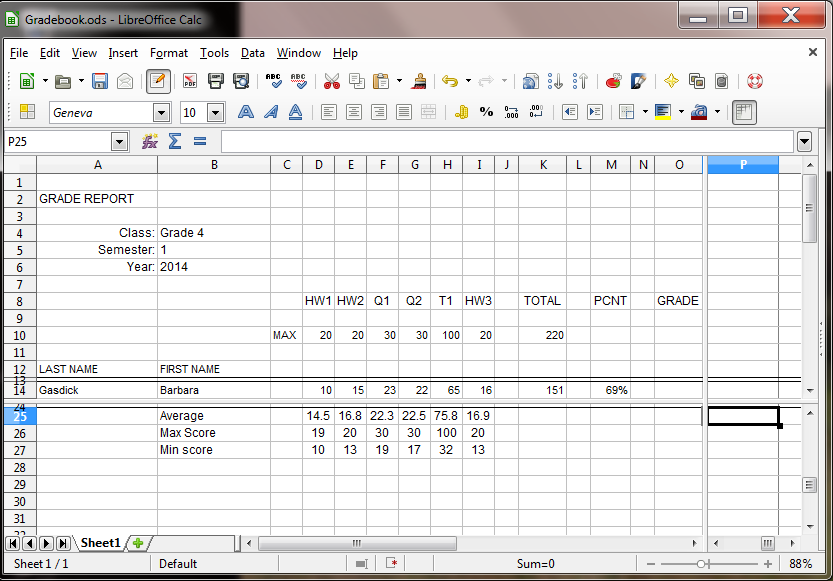 Gradebook.ods - LibreOffice Calc
File Edit View Insert Format Tools Data Window Help
PDF ABC ABC
Geneva 10 % .000 .000
P25
A B C D E F G H I J K L M N O P
1
2 GRADE REPORT
3
4 Class: Grade 4
5 Semester: 1
6 Year: 2014
7
8 HW1 HW2 Q1 Q2 T1 HW3 TOTAL PCNT GRADE
9
10 MAX 20 20 30 30 100 20 220
11
12 LAST NAME FIRST NAME
13
14 Gasdick Barbara 10 15 23 22 65 16 151 69%
24
25 Average 14.5 16.8 22.3 22.5 75.8 16.9
26 Max Score 19 20 30 30 100 20
27 Min score 10 13 19 17 32 13
28
29
30
31
Sheet1
Sheet 1 / 1 Default Sum=0 88%